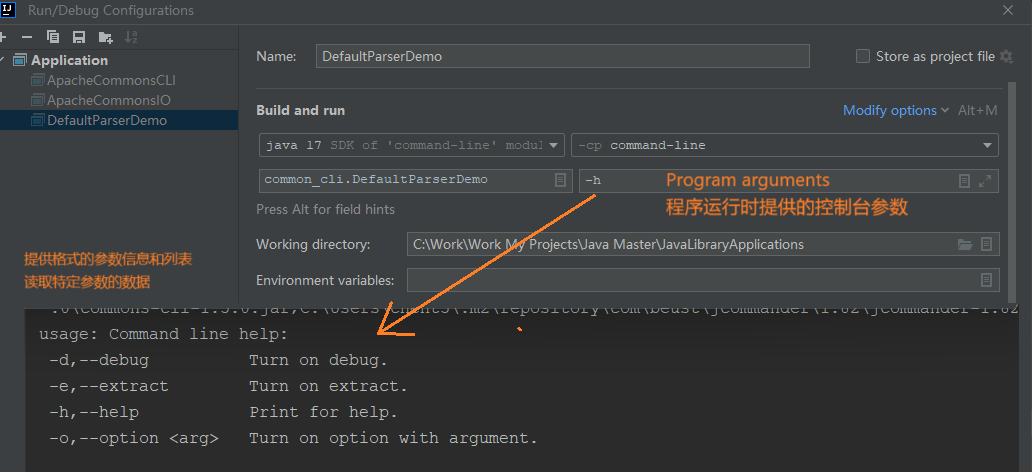 Run/Debug Configurations
Application
ApacheCommonsCLI
ApacheCommonsIO
DefaultParserDemo
Name: DefaultParserDemo
Store as project file
Build and run
Modify options Alt+M
java 17 SDK of 'command-line' modul
-cp command-line
common_cli.DefaultParserDemo
-h
Program arguments
程序运行时提供的控制台参数
Press Alt for field hints
Working directory: C:\Work\Work My Projects\Java Master\JavaLibraryApplications
Environment variables:
提供格式的参数信息和列表
读取特定参数的数据
usage: Command line help:
-d,--debug Turn on debug.
-e,--extract Turn on extract.
-h,--help Print for help.
-o,--option <arg> Turn on option with argument.